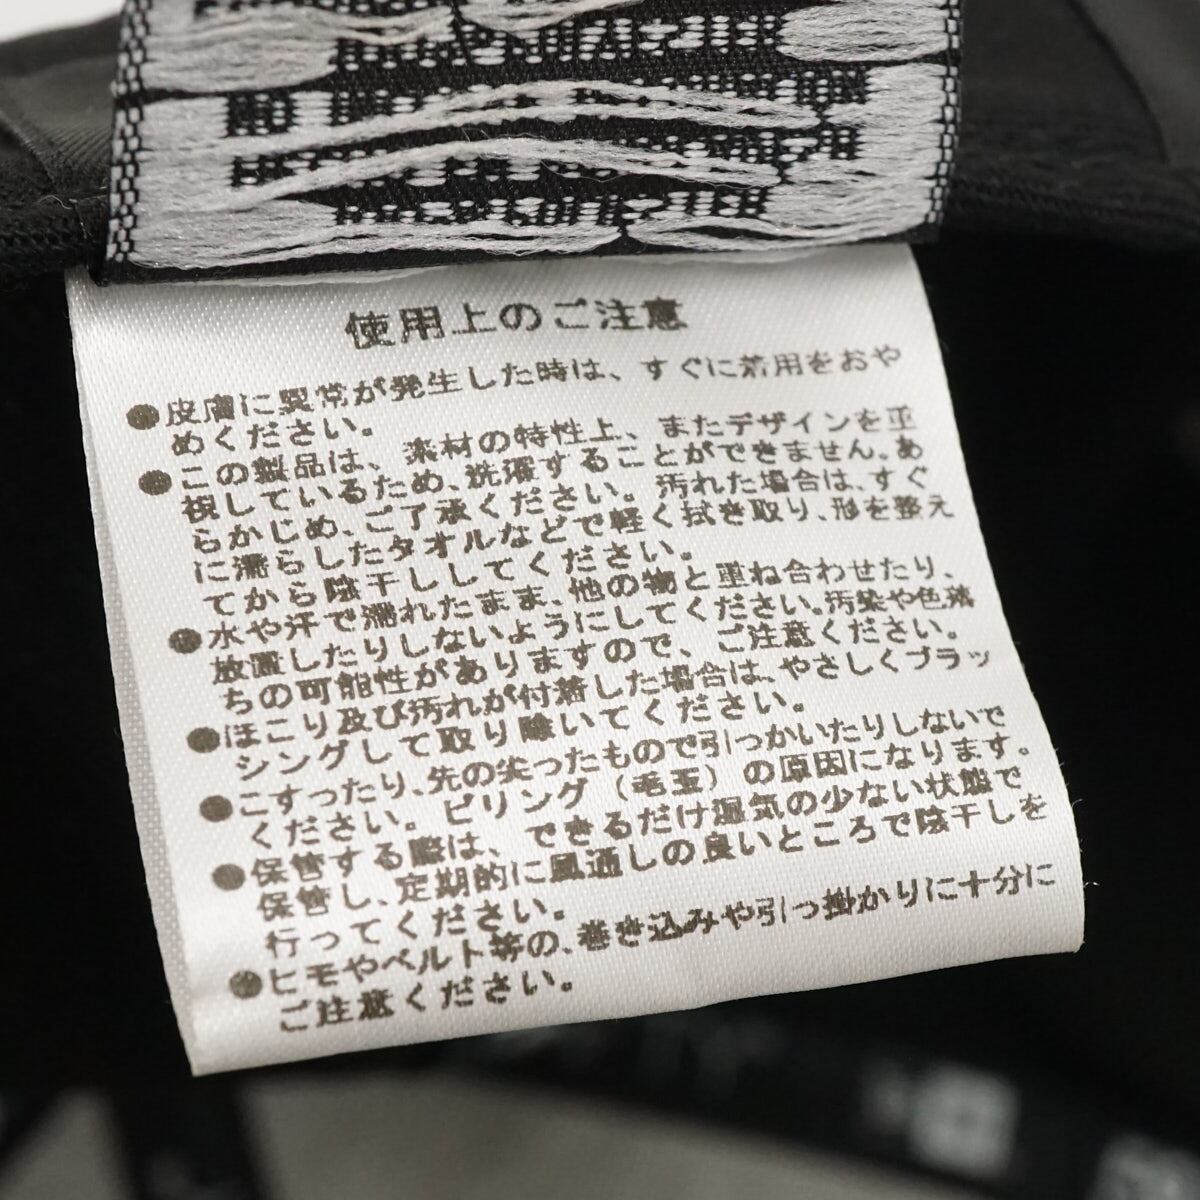 使用上のご注意
●皮膚に異常が発生した時は、すぐに着用をおや
めください。
●この製品は、素材の特性上、またデザインを重
視しているため、洗濯することができません。あ
らかじめ、ご了承ください。汚れた場合は、すぐ
に濡らしたタオルなどで軽く拭き取り、形を整え
てから陰干ししてください。
●水や汗で濡れたまま、他の物と重ね合わせたり、
放置したりしないようにしてください。汚染や色落
ちの可能性がありますので、ご注意ください。
●ほこり及び汚れが付着した場合は、やさしくブラッ
シングして取り除いてください。
●こすったり、先の尖ったもので引っかいたりしないで
ください。ピリング（毛玉）の原因になります。
●保管する際は、できるだけ湿気の少ない状態で
保管し、定期的に風通しの良いところで陰干しを
行ってください。
●ヒモやベルト等の、巻き込みや引っ掛かりに十分に
ご注意ください。